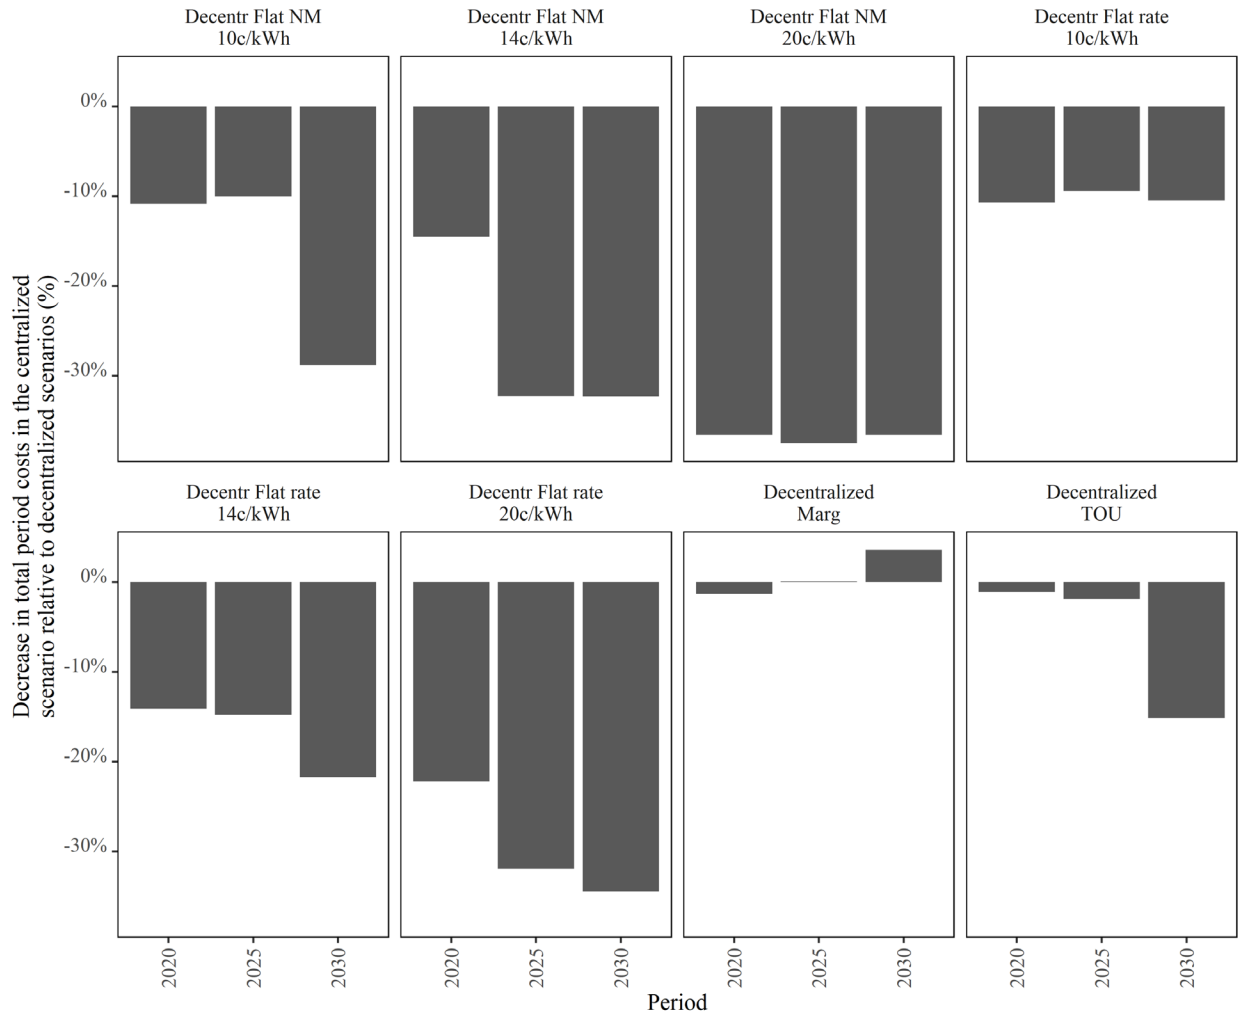 Decentr Flat NM
10c/kWh
Decentr Flat NM
14c/kWh
Decentr Flat NM
20c/kWh
Decentr Flat rate
10c/kWh
0%
-10%
-20%
-30%
Decentr Flat rate
14c/kWh
Decentr Flat rate
20c/kWh
Decentralized
Marg
Decentralized
TOU
0%
-10%
-20%
-30%
Decrease in total period costs in the centralized
scenario relative to decentralized scenarios (%)
2020
2025
2030
2020
2025
2030
2020
2025
2030
2020
2025
2030
Period